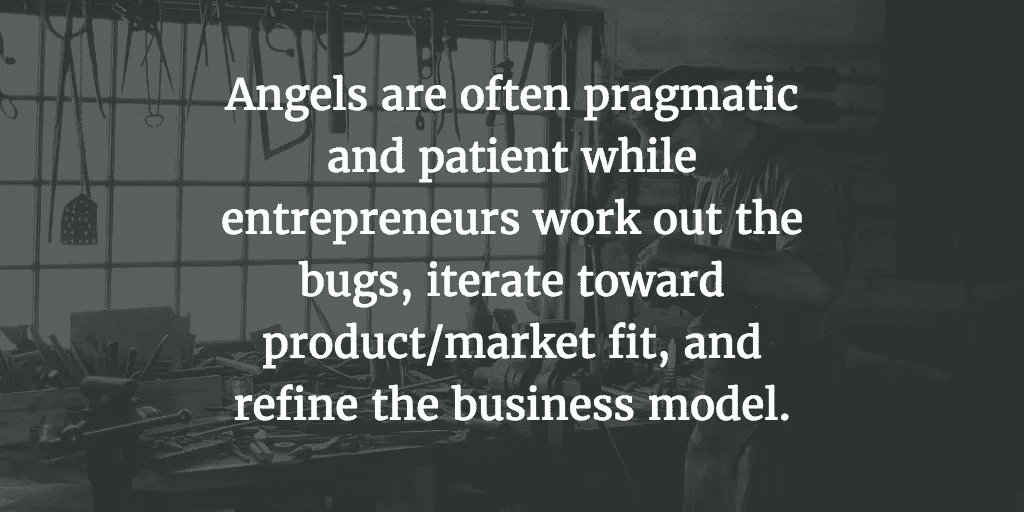 Angels are often pragmatic
and patient while
entrepreneurs work out the
bugs, iterate toward
product/market fit, and
refine the business model.